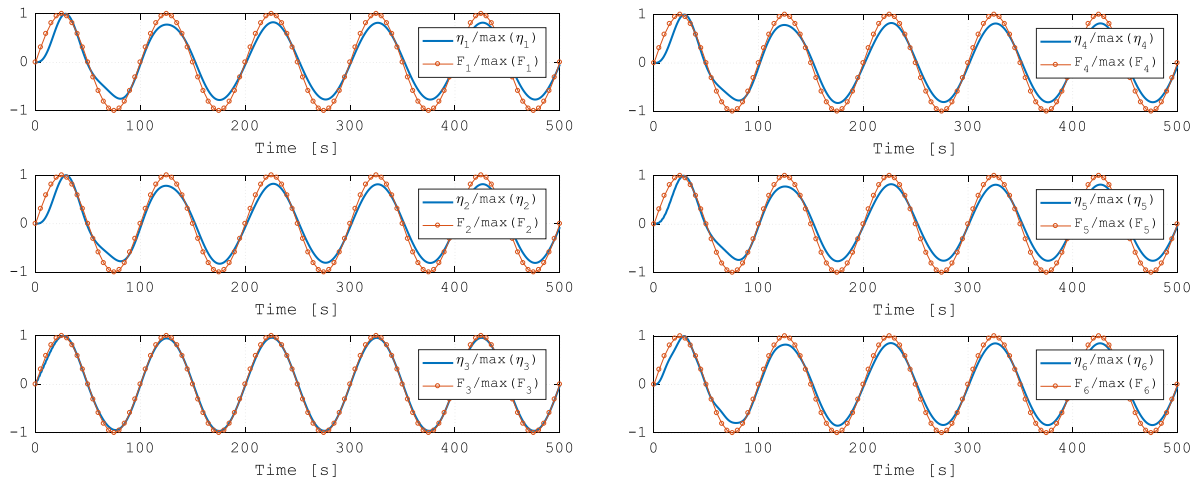 1
0
-1
η1/max(η1)
F1/max(F1)
0 100 200 300 400 500
Time [s]
1
0
-1
η4/max(η4)
F4/max(F4)
0 100 200 300 400 500
Time [s]
1
0
-1
η2/max(η2)
F2/max(F2)
0 100 200 300 400 500
Time [s]
1
0
-1
η5/max(η5)
F5/max(F5)
0 100 200 300 400 500
Time [s]
1
0
-1
η3/max(η3)
F3/max(F3)
0 100 200 300 400 500
Time [s]
1
0
-1
η6/max(η6)
F6/max(F6)
0 100 200 300 400 500
Time [s]